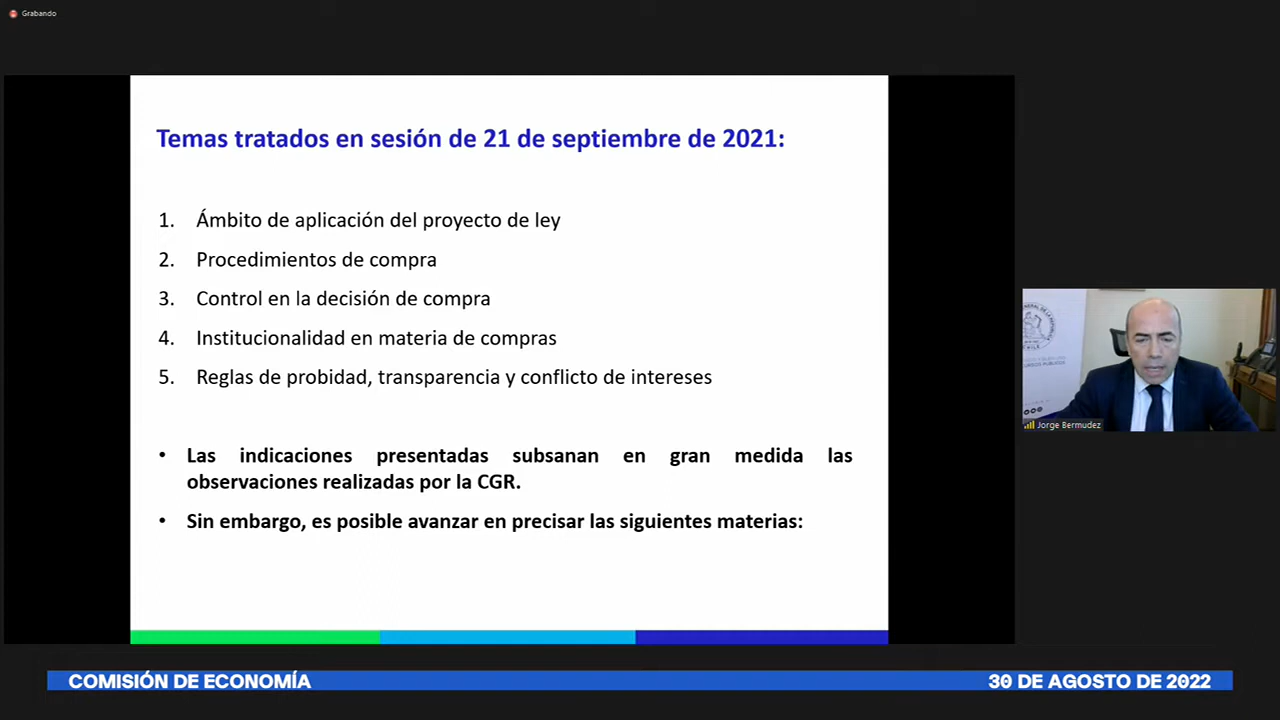 Grabando
Temas tratados en sesión de 21 de septiembre de 2021:
1. Ámbito de aplicación del proyecto de ley
2. Procedimientos de compra
3. Control en la decisión de compra
4. Institucionalidad en materia de compras
5. Reglas de probidad, transparencia y conflicto de intereses
• Las indicaciones presentadas subsanan en gran medida las
observaciones realizadas por la CGR.
• Sin embargo, es posible avanzar en precisar las siguientes materias:
Jorge Bermudez
COMISIÓN DE ECONOMÍA
30 DE AGOSTO DE 2022